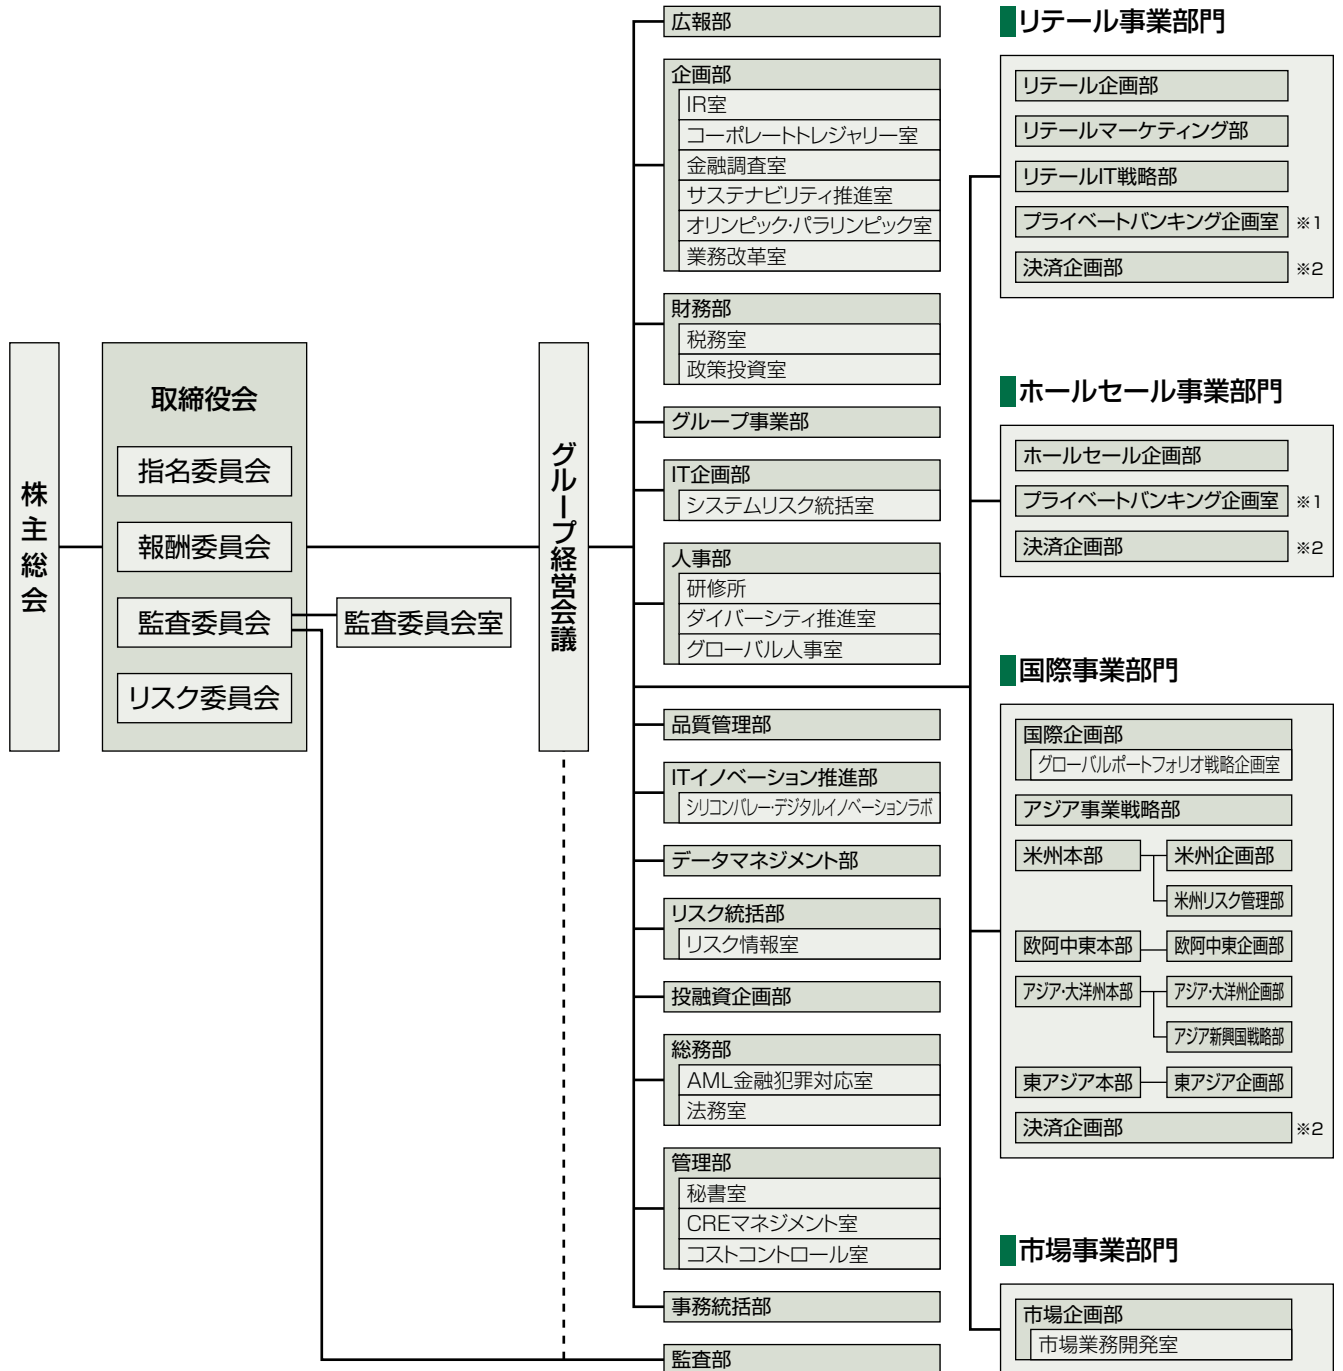 株主総会
取締役会
指名委員会
報酬委員会
監査委員会
リスク委員会
監査委員会室
グループ経営会議
広報部
企画部
IR室
コーポレートトレジャリー室
金融調査室
サステナビリティ推進室
オリンピック・パラリンピック室
業務改革室
財務部
税務室
政策投資室
グループ事業部
IT企画部
システムリスク統括室
人事部
研修所
ダイバーシティ推進室
グローバル人事室
品質管理部
ITイノベーション推進部
シリコンバレー・デジタルイノベーションラボ
データマネジメント部
リスク統括部
リスク情報室
投融資企画部
総務部
AML金融犯罪対応室
法務室
管理部
秘書室
CREマネジメント室
コストコントロール室
事務統括部
監査部
リテール事業部門
リテール企画部
リテールマーケティング部
リテールIT戦略部
プライベートバンキング企画室 ※1
決済企画部 ※2
ホールセール事業部門
ホールセール企画部
プライベートバンキング企画室 ※1
決済企画部 ※2
国際事業部門
国際企画部
グローバルポートフォリオ戦略企画室
アジア事業戦略部
米州本部 米州企画部
米州リスク管理部
欧阿中東本部 欧阿中東企画部
アジア・大洋州本部 アジア・大洋州企画部
アジア新興国戦略部
東アジア本部 東アジア企画部
決済企画部 ※2
市場事業部門
市場企画部
市場業務開発室